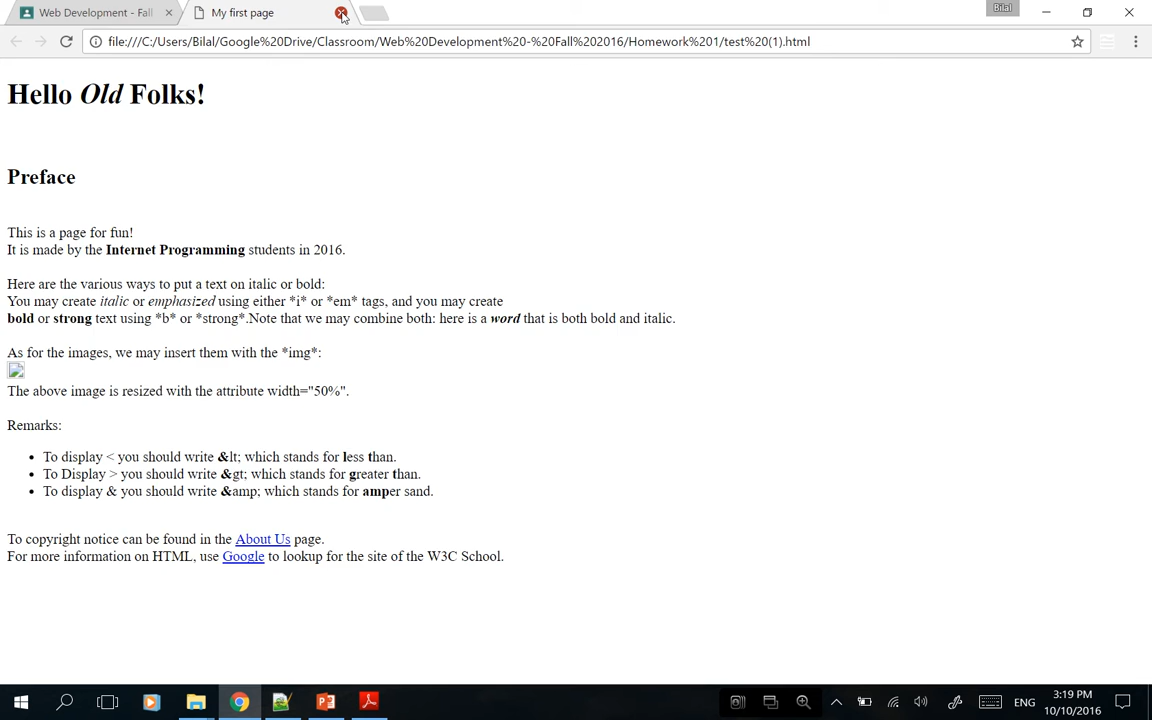 Web Development - Fall
My first page
Bilal
file:///C:/Users/Bilal/Google%20Drive/Classroom/Web%20Development%20-%20Fall%202016/Homework%201/test%20(1).html
Hello Old Folks!
Preface
This is a page for fun!
It is made by the Internet Programming students in 2016.
Here are the various ways to put a text on italic or bold:
You may create italic or emphasized using either *i* or *em* tags, and you may create
bold or strong text using *b* or *strong*.Note that we may combine both: here is a word that is both bold and italic.
As for the images, we may insert them with the *img*:
The above image is resized with the attribute width="50%".
Remarks:
• To display < you should write &lt; which stands for less than.
• To Display > you should write &gt; which stands for greater than.
• To display & you should write &amp; which stands for amper sand.
To copyright notice can be found in the About Us page.
For more information on HTML, use Google to lookup for the site of the W3C School.
ENG
3:19 PM
10/10/2016